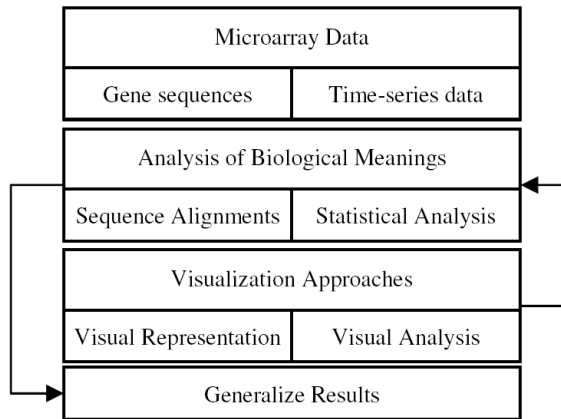 Microarray Data
Gene sequences
Time-series data
Analysis of Biological Meanings
Sequence Alignments
Statistical Analysis
Visualization Approaches
Visual Representation
Visual Analysis
Generalize Results